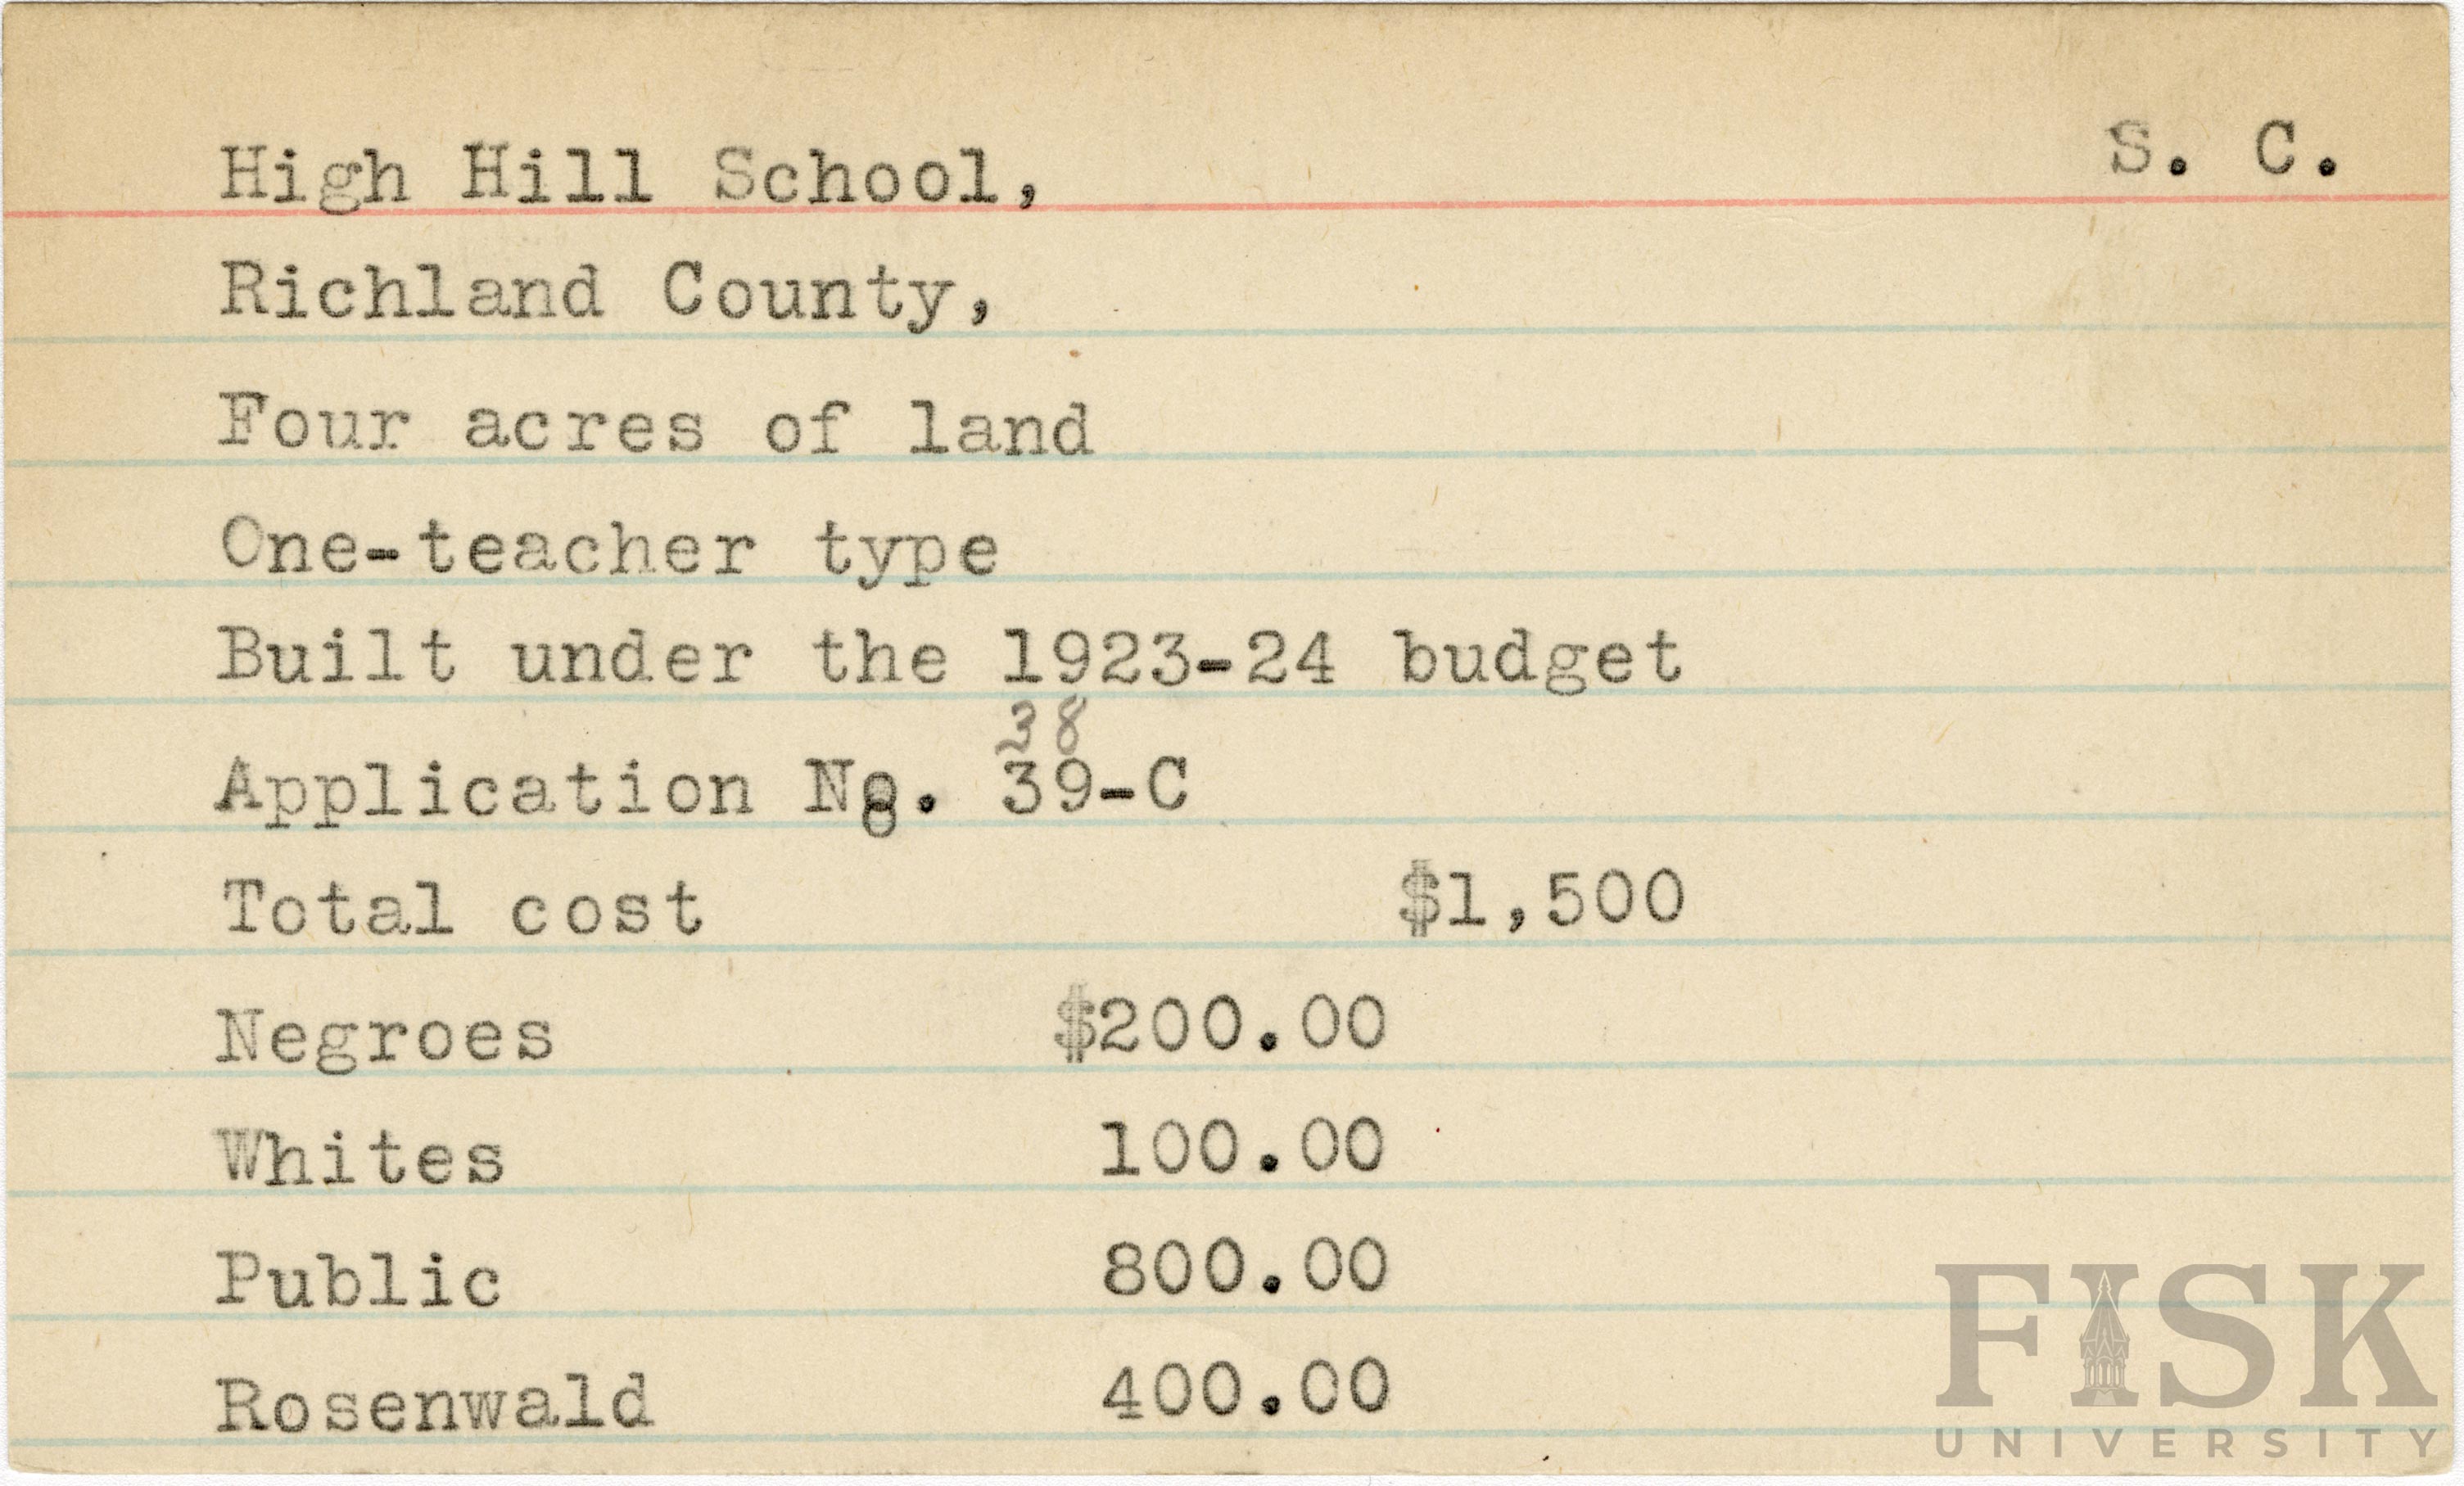 High Hill School, S. C.
Richland County,
Four acres of land
One-teacher type
Built under the 1923-24 budget
38
Application No. 39-C
Total cost $1,500
Negroes $200.00
Whites 100.00
Public 800.00
Rosenwald 400.00
FISK
UNIVERSITY